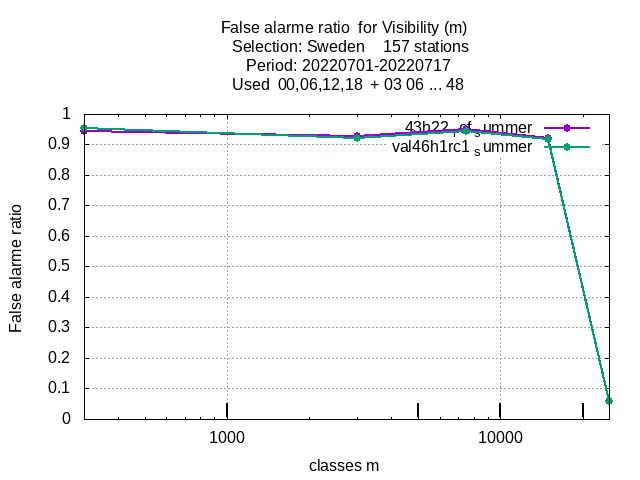 False alarme ratio  for Visibility (m)
Selection: Sweden    157 stations
Period: 20220701-20220717
Used  00,06,12,18  + 03 06 ... 48
1
0.9
0.8
0.7
0.6
0.5
0.4
0.3
0.2
0.1
0
False alarme ratio
1000
10000
classes m
val46h1rc1 summer